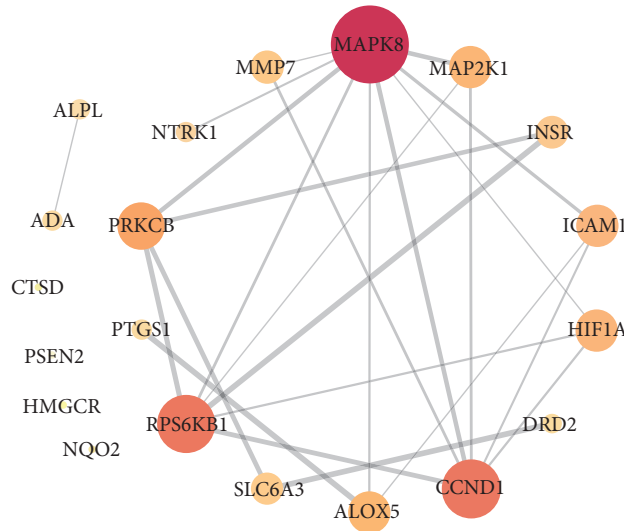 MAPK8
MMP7
MAP2K1
ALPL
NTRK1
INSR
ADA
PRKCB
ICAM1
CTSD
PTGS1
HIF1A
PSEN2
HMGCR
RPS6KB1
DRD2
NQO2
SLC6A3
CCND1
ALOX5